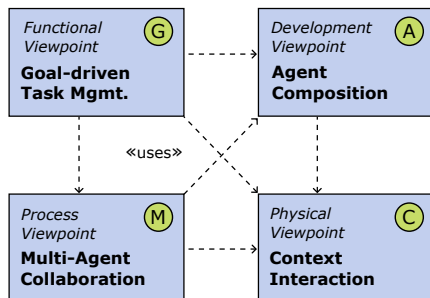 Functional
Viewpoint
G
Goal-driven
Task Mgmt.
Development
Viewpoint
A
Agent
Composition
«uses»
Process
Viewpoint
M
Multi-Agent
Collaboration
Physical
Viewpoint
C
Context
Interaction